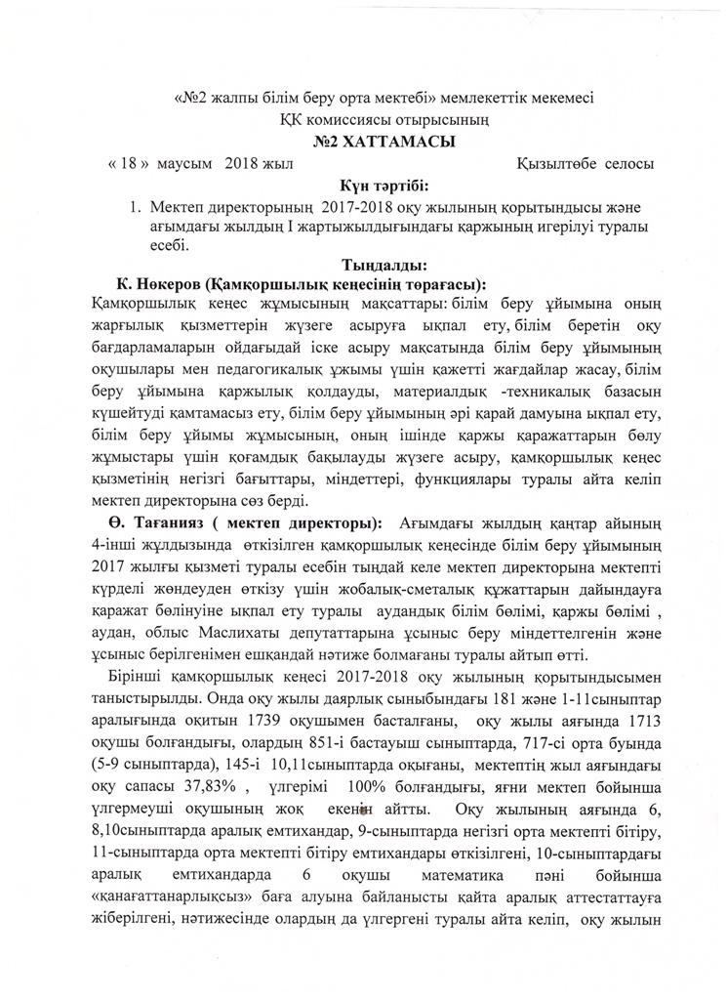 «№2 жалпы білім беру орта мектебі» мемлекеттік мекемесі
ҚК комиссиясы отырысының
№2 ХАТТАМАСЫ
« 18 » маусым 2018 жыл Қызылтөбе селосы
Күн тәртібі:
1. Мектеп директорының 2017-2018 оқу жылының қорытындысы және
ағымдағы жылдың I жартыжылдығындағы қаржының игерілуі туралы
есебі.
Тыңдалды:
К. Нөкеров (Қамқоршылық кеңесінің төрағасы):
Қамқоршылық кеңес жұмысының мақсаттары: білім беру ұйымына оның
жарғылық қызметтерін жүзеге асыруға ықпал ету, білім беретін оқу
бағдарламаларын ойдағыдай іске асыру мақсатында білім беру ұйымының
оқушылары мен педагогикалық ұжымы үшін қажетті жағдайлар жасау, білім
беру ұйымына қаржылық қолдауды, материалдық -техникалық базасын
күшейтуді қамтамасыз ету, білім беру ұйымының әрі қарай дамуына ықпал ету,
білім беру ұйымы жұмысының, оның ішінде қаржы қаражаттарын бөлу
жұмыстары үшін қоғамдық бақылауды жүзеге асыру, қамқоршылық кеңес
қызметінің негізгі бағыттары, міндеттері, функциялары туралы айта келіп
мектеп директорына сөз берді.
Ө. Тағанияз ( мектеп директоры): Ағымдағы жылдың қаңтар айының
4-інші жұлдызында өткізілген қамқоршылық кеңесінде білім беру ұйымының
2017 жылғы қызметі туралы есебін тыңдай келе мектеп директорына мектепті
күрделі жөндеуден өткізу үшін жобалық-сметалық құжаттарын дайындауға
қаражат бөлінуіне ықпал ету туралы аудандық білім бөлімі, қаржы бөлімі ,
аудан, облыс Маслихаты депутаттарына ұсыныс беру міндеттелгенін және
ұсыныс берілгенімен ешқандай нәтиже болмағаны туралы айтып өтті.
Бірінші қамқоршылық кеңесі 2017-2018 оқу жылының қорытындысымен
таныстырылды. Онда оқу жылы даярлық сыныбындағы 181 және 1-11сыныптар
аралығында оқитын 1739 оқушымен басталғаны, оқу жылы аяғында 1713
оқушы болғандығы, олардың 851-і бастауыш сыныптарда, 717-сі орта буында
(5-9 сыныптарда), 145-і 10,11сыныптарда оқығаны, мектептің жыл аяғындағы
оқу сапасы 37,83% , үлгерімі 100% болғандығы, яғни мектеп бойынша
үлгермеуші оқушының жоқ екенін айтты. Оқу жылының аяғында 6,
8,10сыныптарда аралық емтихандар, 9-сыныптарда негізгі орта мектепті бітіру,
11-сыныптарда орта мектепті бітіру емтихандары өткізілгені, 10-сыныптардағы
аралық емтихандарда 6 оқушы математика пәні бойынша
«қанағаттанарлықсыз» баға алуына байланысты қайта аралық аттестаттауға
жіберілгені, нәтижесінде олардың да үлгергені туралы айта келіп, оқу жылын